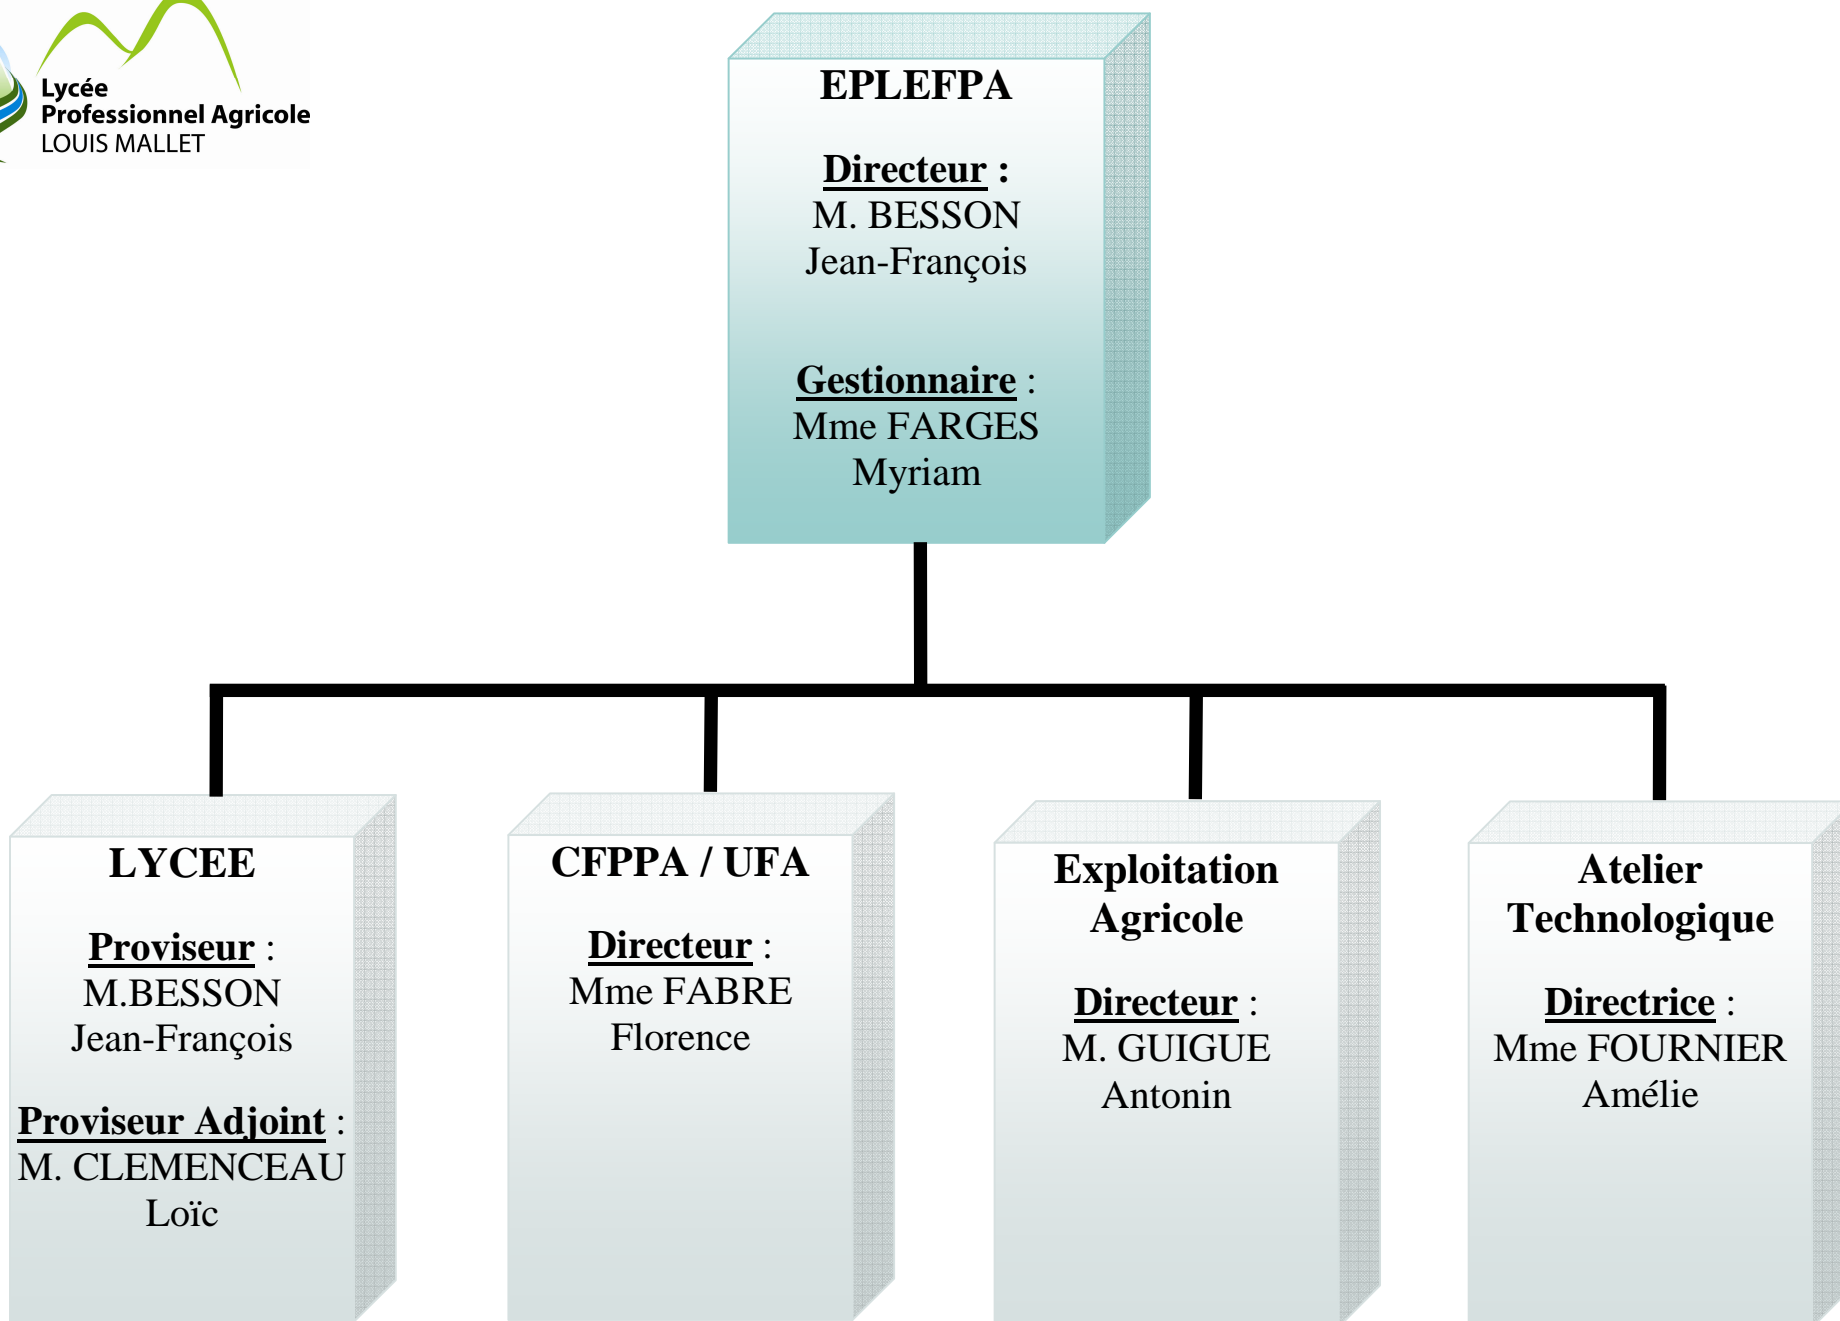 Lycée
Professionnel Agricole
LOUIS MALLET
EPLEFPA
Directeur :
M. BESSON
Jean-François
Gestionnaire :
Mme FARGES
Myriam
LYCEE
Proviseur :
M.BESSON
Jean-François
Proviseur Adjoint :
M. CLEMENCEAU
Loïc
CFPPA / UFA
Directeur :
Mme FABRE
Florence
Exploitation
Agricole
Directeur :
M. GUIGUE
Antonin
Atelier
Technologique
Directrice :
Mme FOURNIER
Amélie